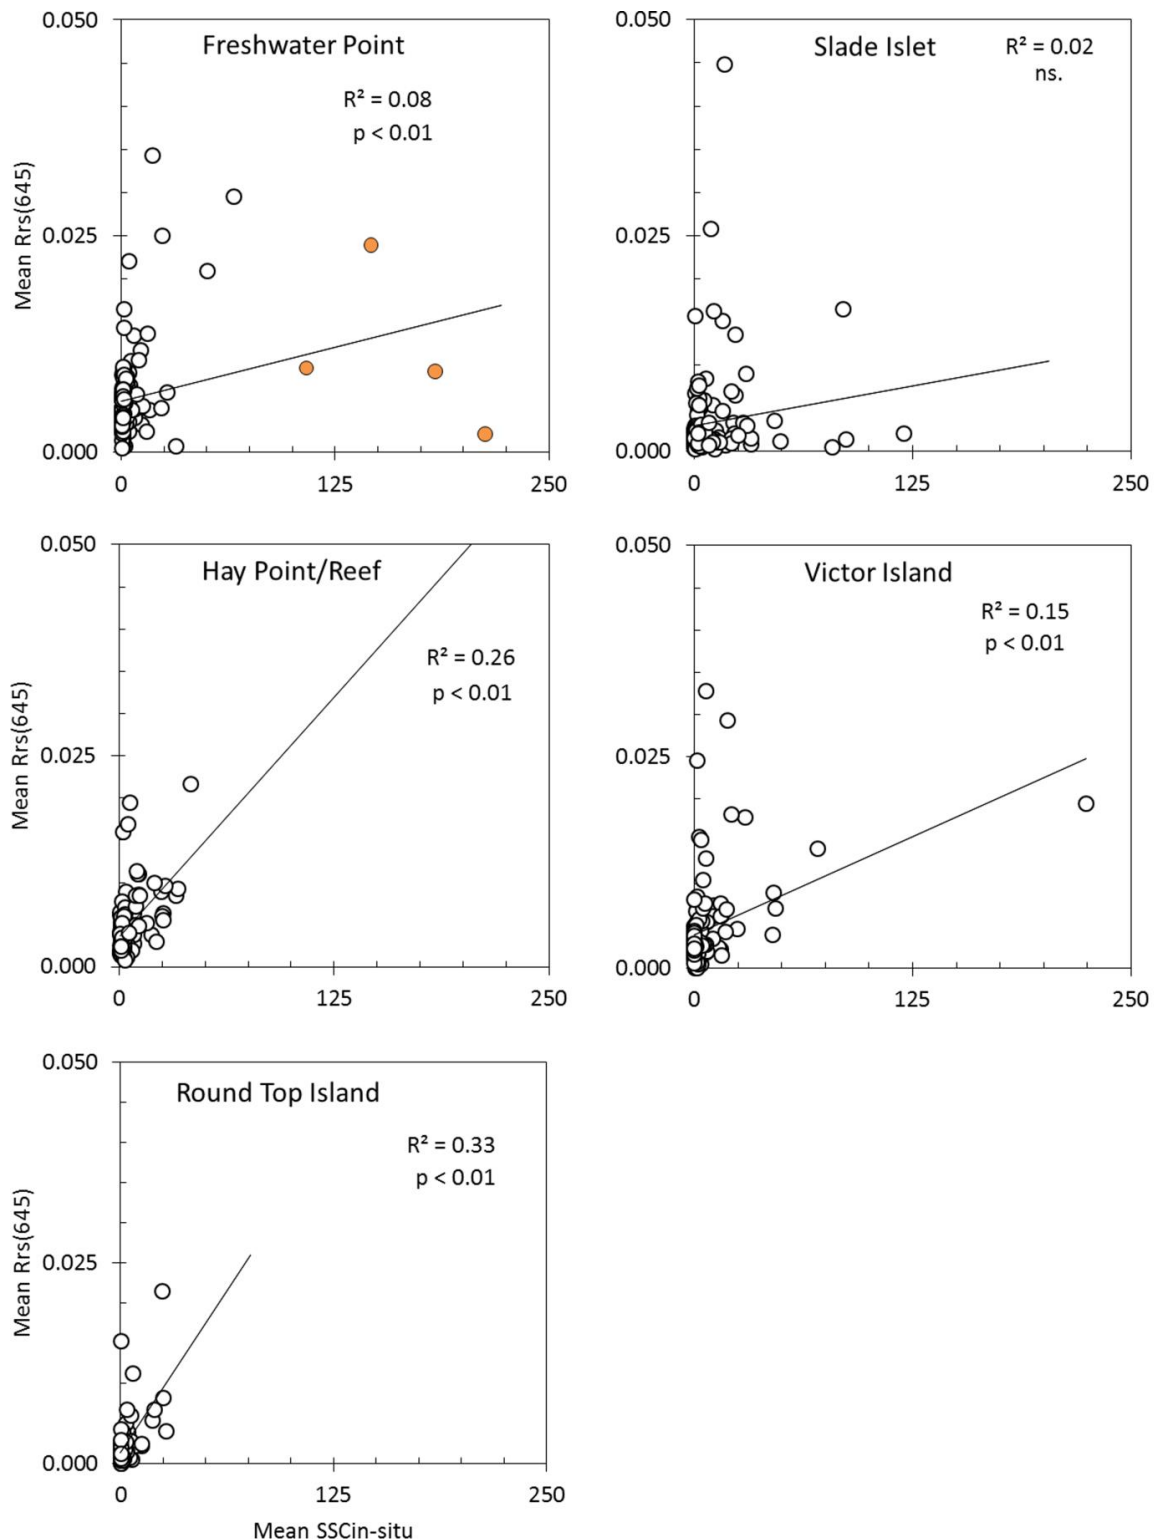 0.050
Freshwater Point
R² = 0.08
p < 0.01
Mean Rrs(645)
0.025
0.000
0
125
250
0.050
Slade Islet
R² = 0.02
ns.
0.025
0.000
0
125
250
0.050
Hay Point/Reef
R² = 0.26
p < 0.01
Mean Rrs(645)
0.025
0.000
0
125
250
0.050
Victor Island
R² = 0.15
p < 0.01
0.025
0.000
0
125
250
0.050
Round Top Island
R² = 0.33
p < 0.01
Mean Rrs(645)
0.025
0.000
0
125
250
Mean SSCin-situ